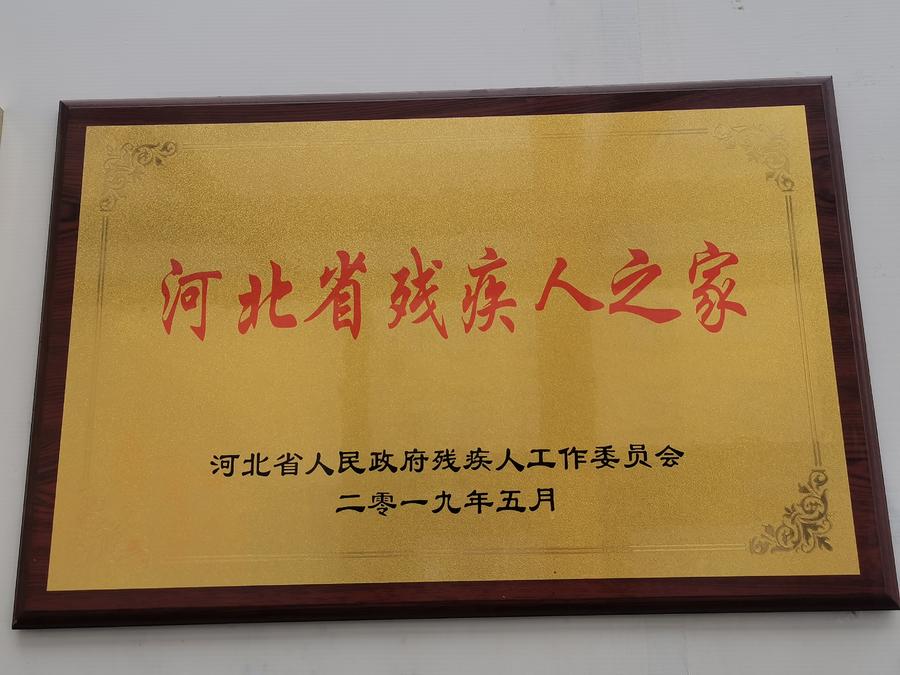 河北省残疾人之家
河北省人民政府残疾人工作委员会
二零一九年五月